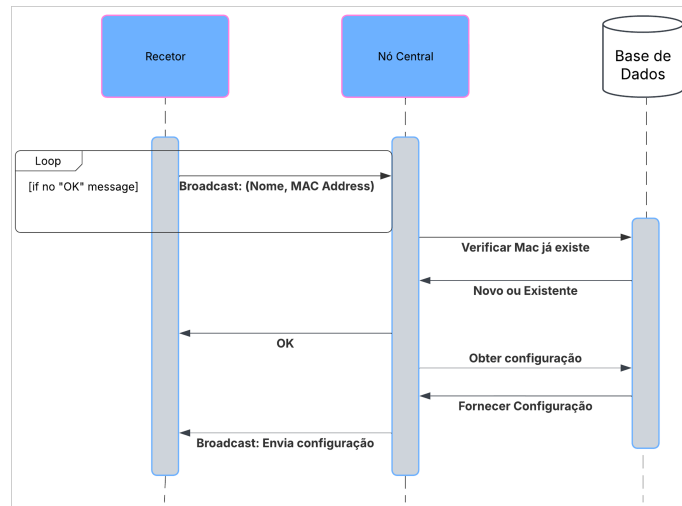 Recetor
Nó Central
Base de
Dados
Loop
[if no "OK" message]
Broadcast: (Nome, MAC Address)
Verificar Mac já existe
Novo ou Existente
OK
Obter configuração
Fornecer Configuração
Broadcast: Envia configuração